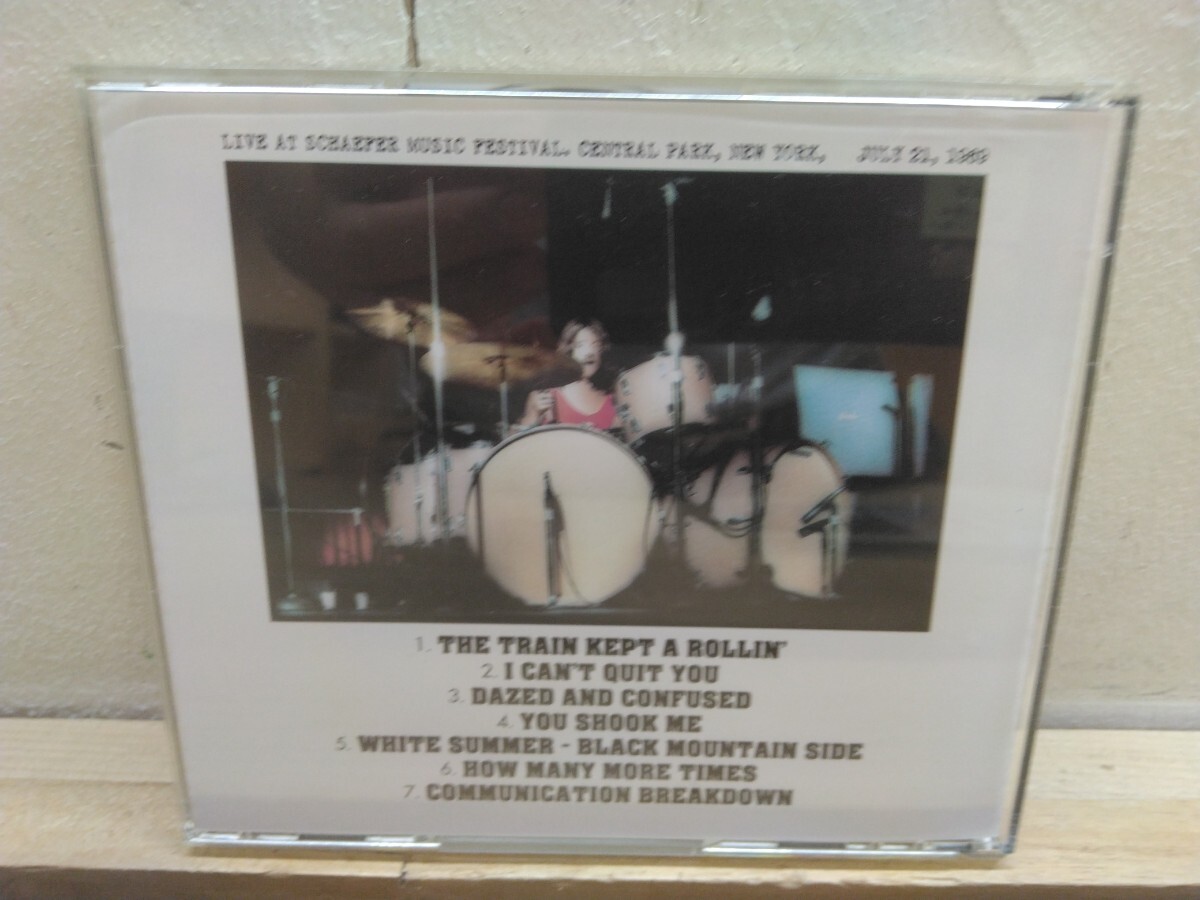 LIVE AT SCHAEFER MUSIC FESTIVAL. CENTRAL PARK, NEW YORK, JULY 21, 1969
1. THE TRAIN KEPT A ROLLIN'
2. I CAN'T QUIT YOU
3. DAZED AND CONFUSED
4. YOU SHOOK ME
5. WHITE SUMMER - BLACK MOUNTAIN SIDE
6. HOW MANY MORE TIMES
7. COMMUNICATION BREAKDOWN